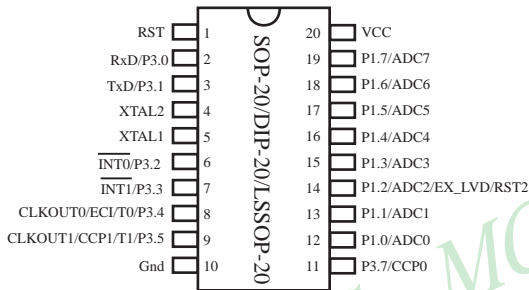 RST 1
RxD/P3.0 2
TxD/P3.1 3
XTAL2 4
XTAL1 5
INT0/P3.2 6
INT1/P3.3 7
CLKOUT0/ECI/T0/P3.4 8
CLKOUT1/CCP1/T1/P3.5 9
Gnd 10
SOP-20/DIP-20/LSSOP-20
20 VCC
19 P1.7/ADC7
18 P1.6/ADC6
17 P1.5/ADC5
16 P1.4/ADC4
15 P1.3/ADC3
14 P1.2/ADC2/EX_LVD/RST2
13 P1.1/ADC1
12 P1.0/ADC0
11 P3.7/CCP0